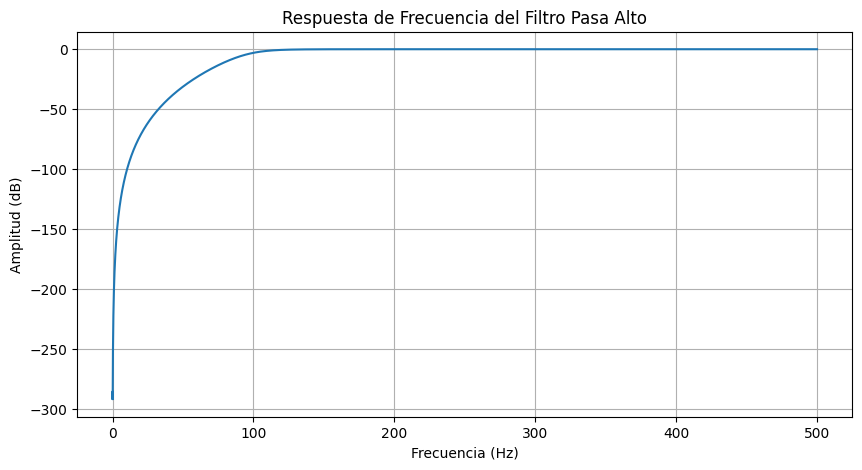 Respuesta de Frecuencia del Filtro Pasa Alto
0
−50
−100
−150
−200
−250
−300
Amplitud (dB)
0 100 200 300 400 500
Frecuencia (Hz)